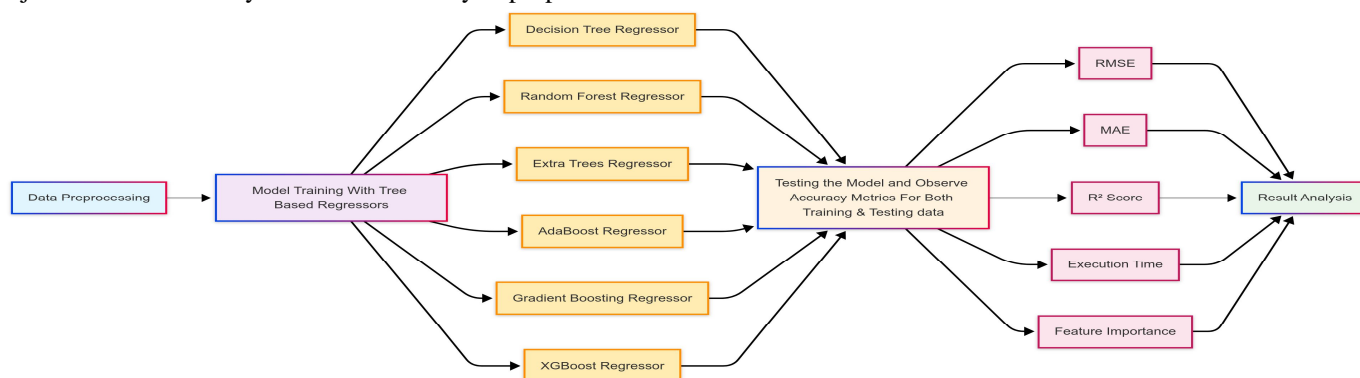 Data Preprocessing
Model Training With Tree
Based Regressors
Decision Tree Regressor
Random Forest Regressor
Extra Trees Regressor
AdaBoost Regressor
Gradient Boosting Regressor
XGBoost Regressor
Testing the Model and Observe
Accuracy Metrics For Both
Training & Testing data
RMSE
MAE
R² Score
Execution Time
Feature Importance
Result Analysis